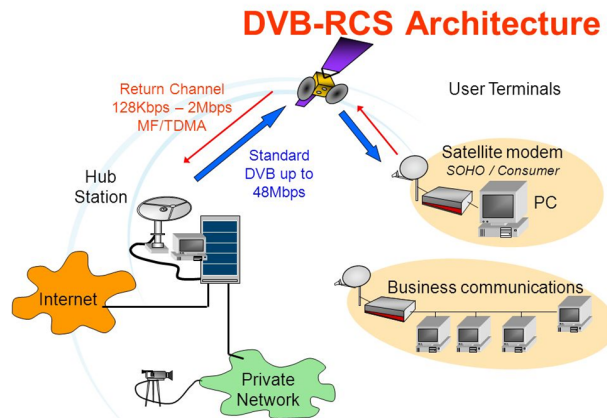 DVB-RCS Architecture
Return Channel
128Kbps – 2Mbps
MF/TDMA
User Terminals
Standard
DVB up to
48Mbps
Hub
Station
Satellite modem
SOHO / Consumer
PC
Internet
Business communications
Private
Network